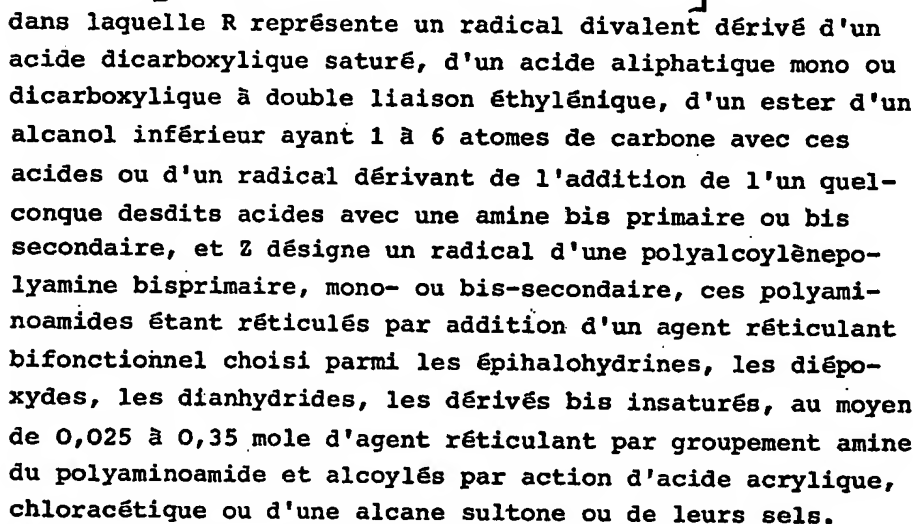 dans laquelle R représente un radical divalent dérivé d'un
acide dicarboxylique saturé, d'un acide aliphatique mono ou
dicarboxylique à double liaison éthylénique, d'un ester d'un
alcanol inférieur ayant 1 à 6 atomes de carbone avec ces
acides ou d'un radical dérivant de l'addition de l'un quel-
conque desdits acides avec une amine bis primaire ou bis
secondaire, et Z désigne un radical d'une polyalcoylènepo-
lyamine bisprimaire, mono- ou bis-secondaire, ces polyami-
noamides étant réticulés par addition d'un agent réticulant
bifonctionnel choisi parmi les épihalohydrines, les diépo-
xydes, les dianhydrides, les dérivés bis insaturés, au moyen
de 0,025 à 0,35 mole d'agent réticulant par groupement amine
du polyaminoamide et alcoylés par action d'acide acrylique,
chloracétique ou d'une alcane sultone ou de leurs sels.